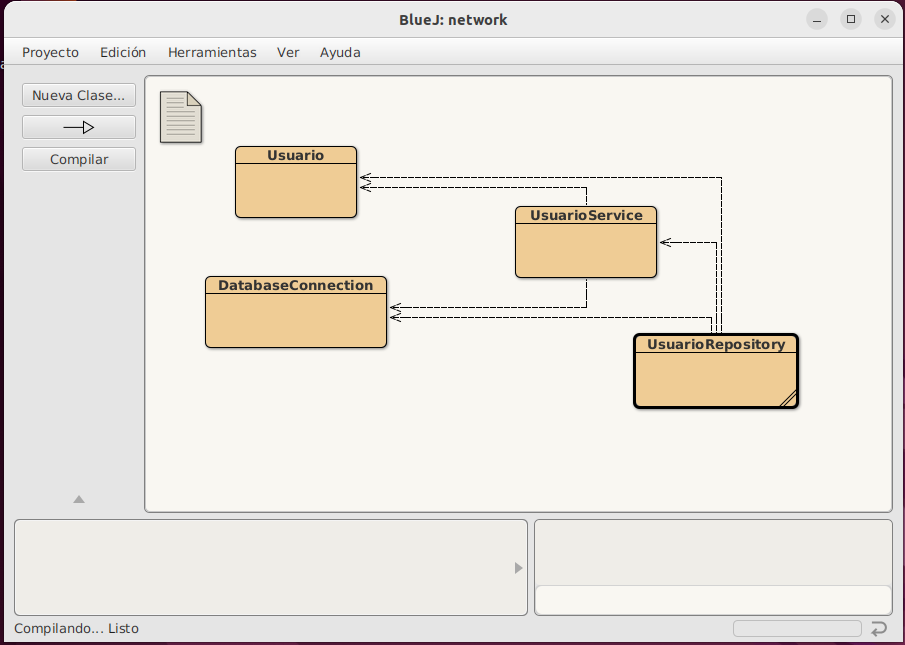 BlueJ: network
Proyecto Edición Herramientas Ver Ayuda
Nueva Clase...
Compilar
Usuario
UsuarioService
DatabaseConnection
UsuarioRepository
Compilando... Listo